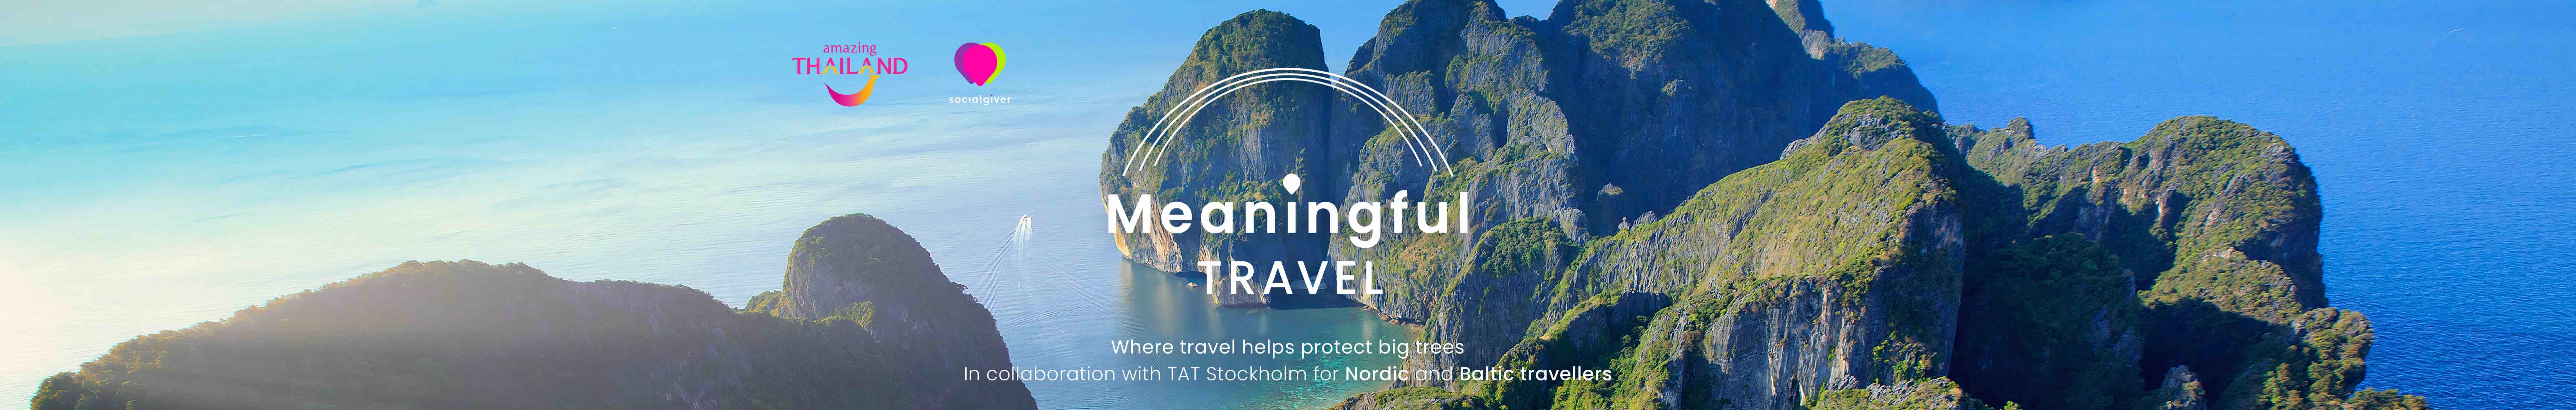 amazing
THAILAND
socialgiver
Meaningful
TRAVEL
Where travel helps protect big trees
In collaboration with TAT Stockholm for Nordic and Baltic travellers